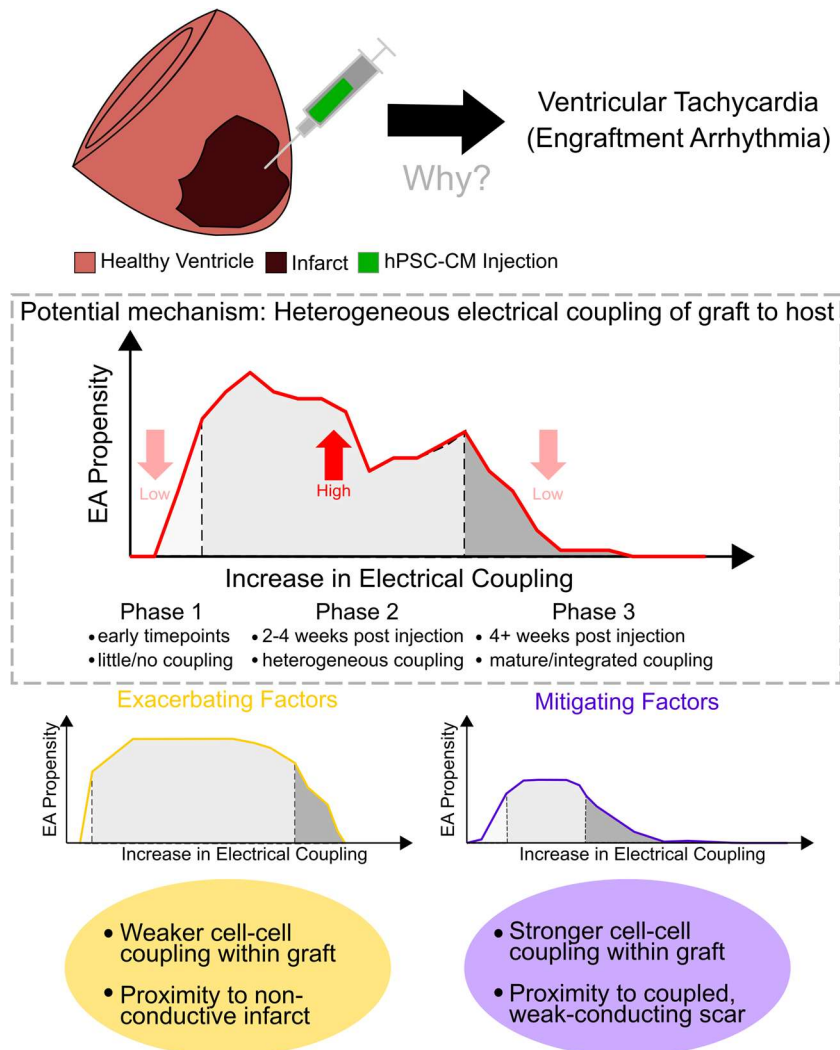 Ventricular Tachycardia
(Engraftment Arrhythmia)
Why?
Healthy Ventricle
Infarct
hPSC-CM Injection
Potential mechanism: Heterogeneous electrical coupling of graft to host
EA Propensity
Low
High
Low
Increase in Electrical Coupling
Phase 1
• early timepoints
• little/no coupling
Phase 2
• 2-4 weeks post injection
• heterogeneous coupling
Phase 3
• 4+ weeks post injection
• mature/integrated coupling
Exacerbating Factors
EA Propensity
Increase in Electrical Coupling
Mitigating Factors
EA Propensity
Increase in Electrical Coupling
• Weaker cell-cell
coupling within graft
• Proximity to non-
conductive infarct
• Stronger cell-cell
coupling within graft
• Proximity to coupled,
weak-conducting scar